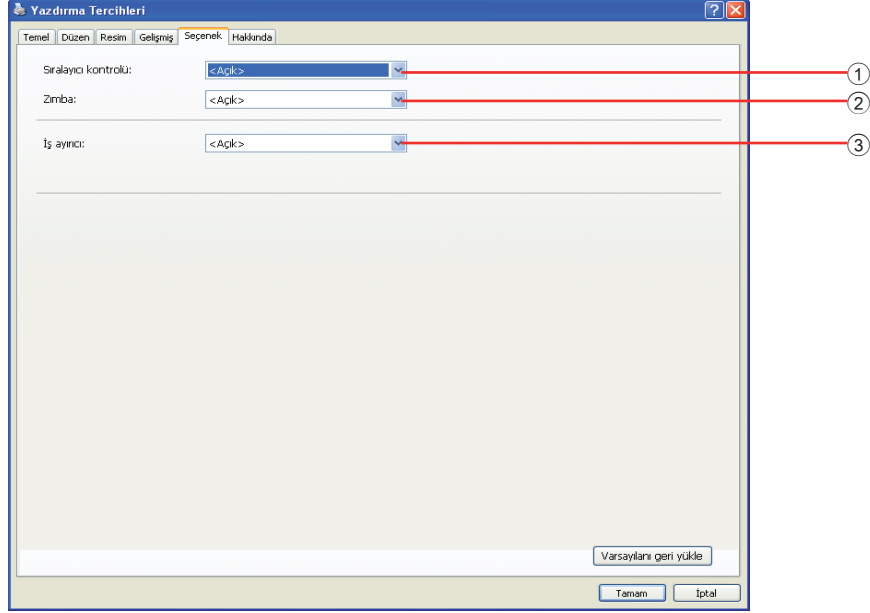 Yazdırma Tercihleri
Temel Düzen Resim Gelişmiş Seçenek Hakkında
Sıralayıcı kontrolü: <Açık> 1
Zımba: <Açık> 2
İş ayırıcı: <Açık> 3
Varsayılanı geri yükle
Tamam İptal